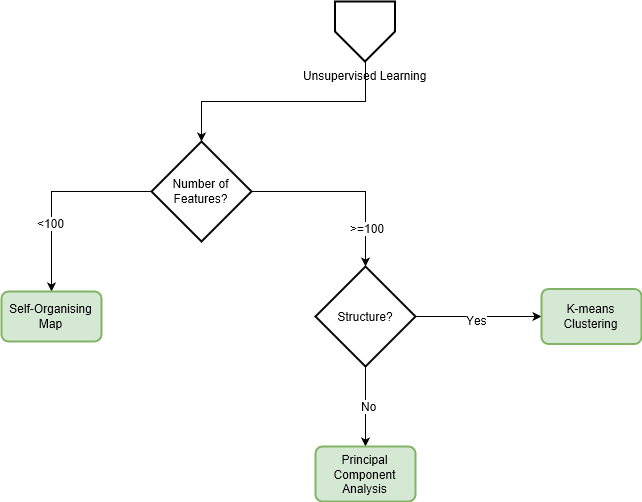 Unsupervised Learning
Number of
Features?
<100
>=100
Self-Organising
Map
Structure?
Yes
K-means
Clustering
No
Principal
Component
Analysis